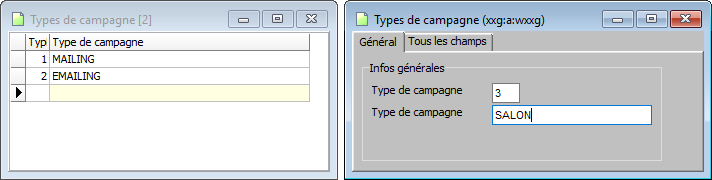 Types de campagne [2]
Typ Type de campagne
1 MAILING
2 EMAILING
Types de campagne (xxg:a:wxxg)
Général Tous les champs
Infos générales
Type de campagne 3
Type de campagne SALON